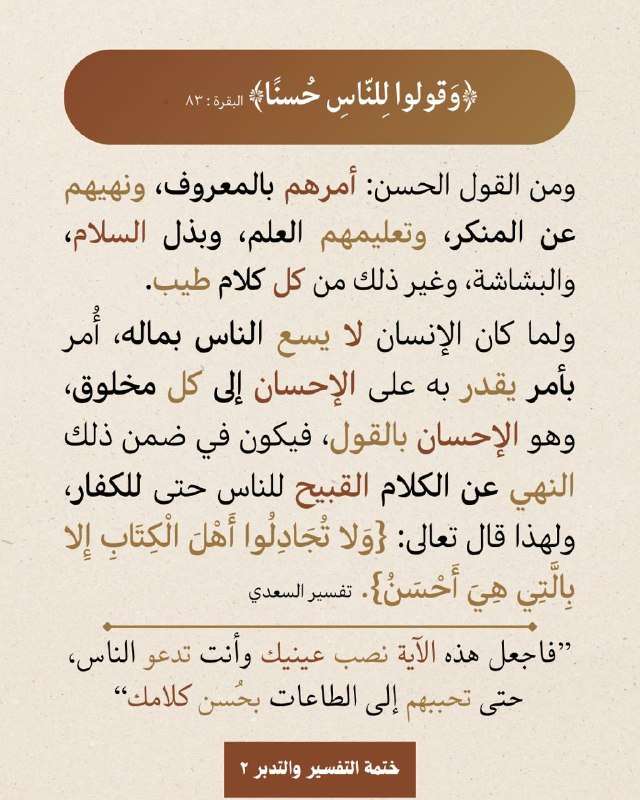 ﴿وَقولوا لِلنّاسِ حُسنًا﴾ البقرة : ٨٣
ومن القول الحسن: أمرهم بالمعروف، ونهيهم
عن المنكر، وتعليمهم العلم، وبذل السلام،
والبشاشة، وغير ذلك من كل كلام طيب.
ولما كان الإنسان لا يسع الناس بماله، أُمر
بأمر يقدر به على الإحسان إلى كل مخلوق،
وهو الإحسان بالقول، فيكون في ضمن ذلك
النهي عن الكلام القبيح للناس حتى للكفار،
ولهذا قال تعالى: {وَلا تُجَادِلُوا أَهْلَ الْكِتَابِ إِلا
بِالَّتِي هِيَ أَحْسَنُ}. تفسير السعدي
”فاجعل هذه الآية نصب عينيك وأنت تدعو الناس،
حتى تحببهم إلى الطاعات بحُسن كلامك“
ختمة التفسير والتدبر ٢